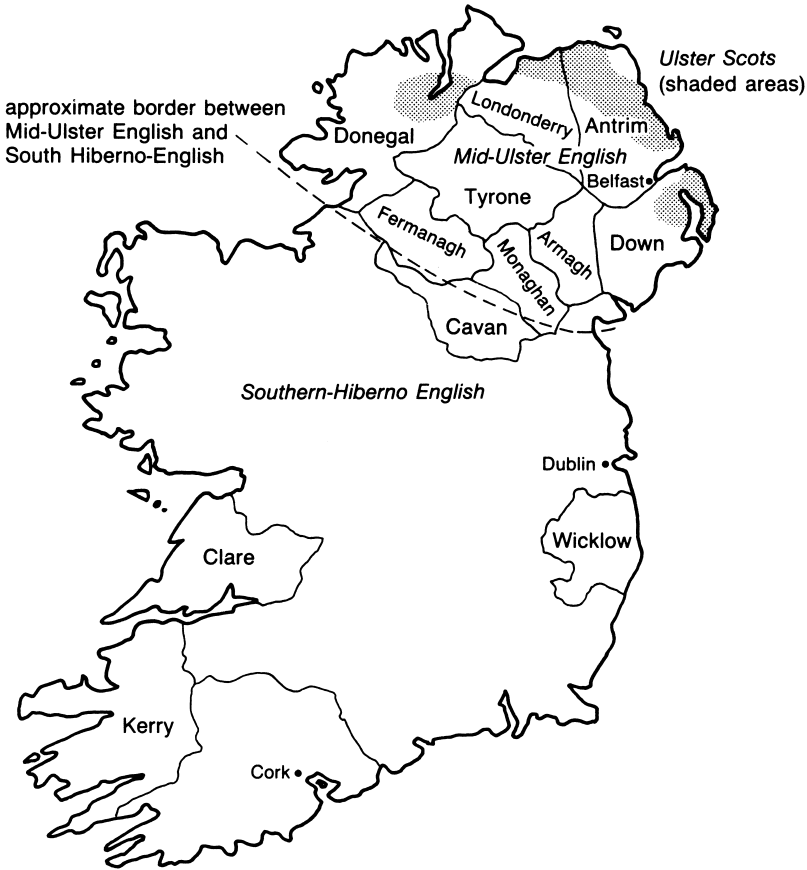 Ulster Scots
(shaded areas)
approximate border between
Mid-Ulster English and
South Hiberno-English
Londonderry
Antrim
Donegal
Mid-Ulster English
Belfast
Tyrone
Fermanagh
Armagh
Down
Monaghan
Cavan
Southern-Hiberno English
Dublin
Wicklow
Clare
Kerry
Cork